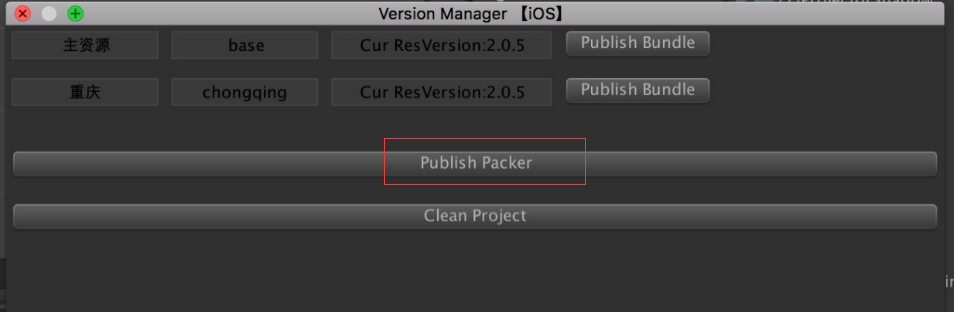 Version Manager 【iOS】
主资源 base Cur ResVersion:2.0.5 Publish Bundle
重庆 chongqing Cur ResVersion:2.0.5 Publish Bundle
Publish Packer
Clean Project